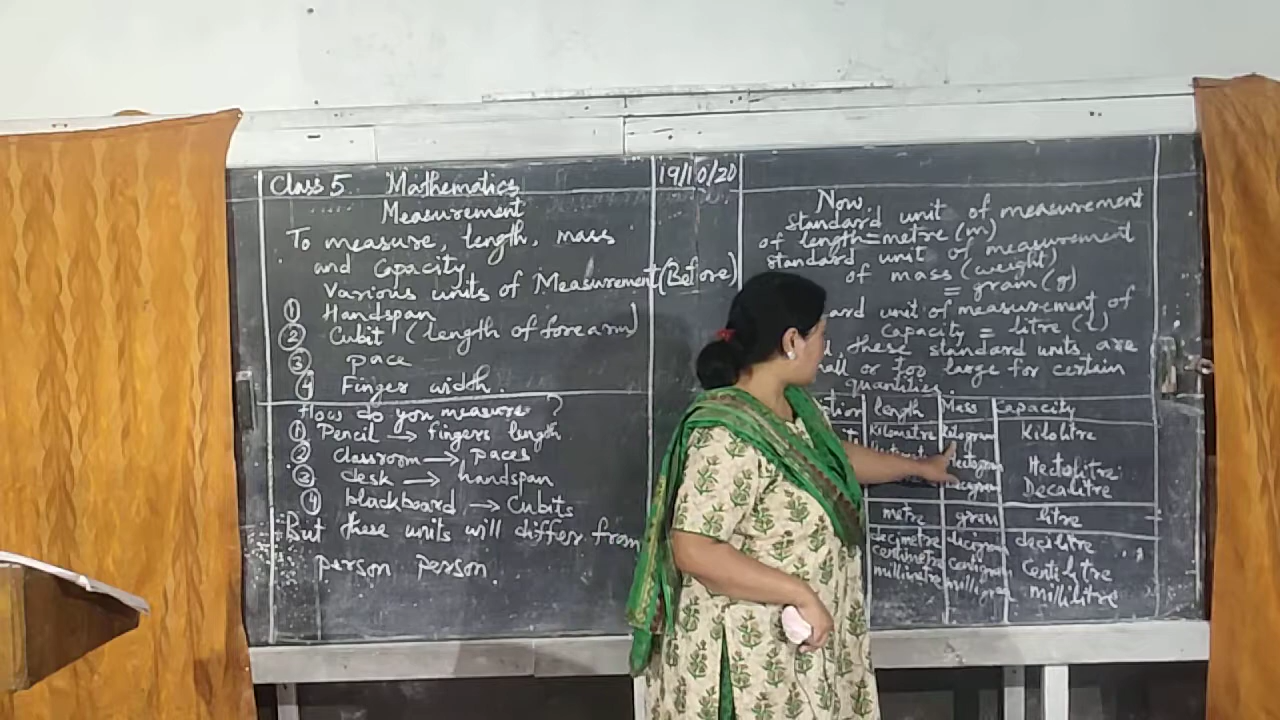 Class 5 Mathematics
19/10/20
Measurement
To measure, length, mass
and Capacity
Various units of Measurement (Before)
① Handspan
② Cubit (length of forearm)
③ pace
④ Finger width.
How do you measure ?
① Pencil → fingers length
② classroom → paces
③ desk → handspan
④ blackboard → Cubits
But these units will differ from
person person.
Now
standard unit of measurement
of length = metre (m)
standard unit of measurement
of mass (weight)
= gram (g)
unit of measurement of
capacity = litre (l)
these standard units are
or too large for certain
quantities
length Mass Capacity
Kilometre Kilogram Kilolitre
Hectogram Hectolitre
Decagram Decalitre
metre gram litre
decimetre decigram decilitre
centimetre centigram Centilitre
millimetre milligram millilitre